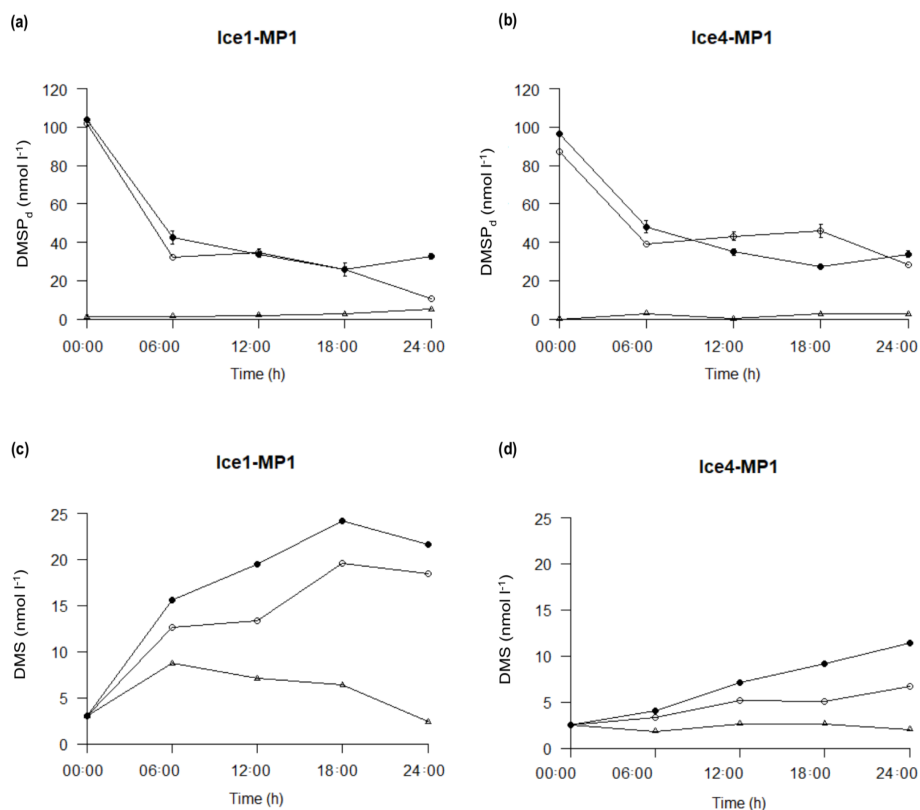 (a)
Ice1-MP1
DMSPd (nmol l-1)
120
100
80
60
40
20
0
00:00 06:00 12:00 18:00 24:00
Time (h)
(b)
Ice4-MP1
DMSPd (nmol l-1)
120
100
80
60
40
20
0
00:00 06:00 12:00 18:00 24:00
Time (h)
(c)
Ice1-MP1
DMS (nmol l-1)
25
20
15
10
5
0
00:00 06:00 12:00 18:00 24:00
Time (h)
(d)
Ice4-MP1
DMS (nmol l-1)
25
20
15
10
5
0
00:00 06:00 12:00 18:00 24:00
Time (h)